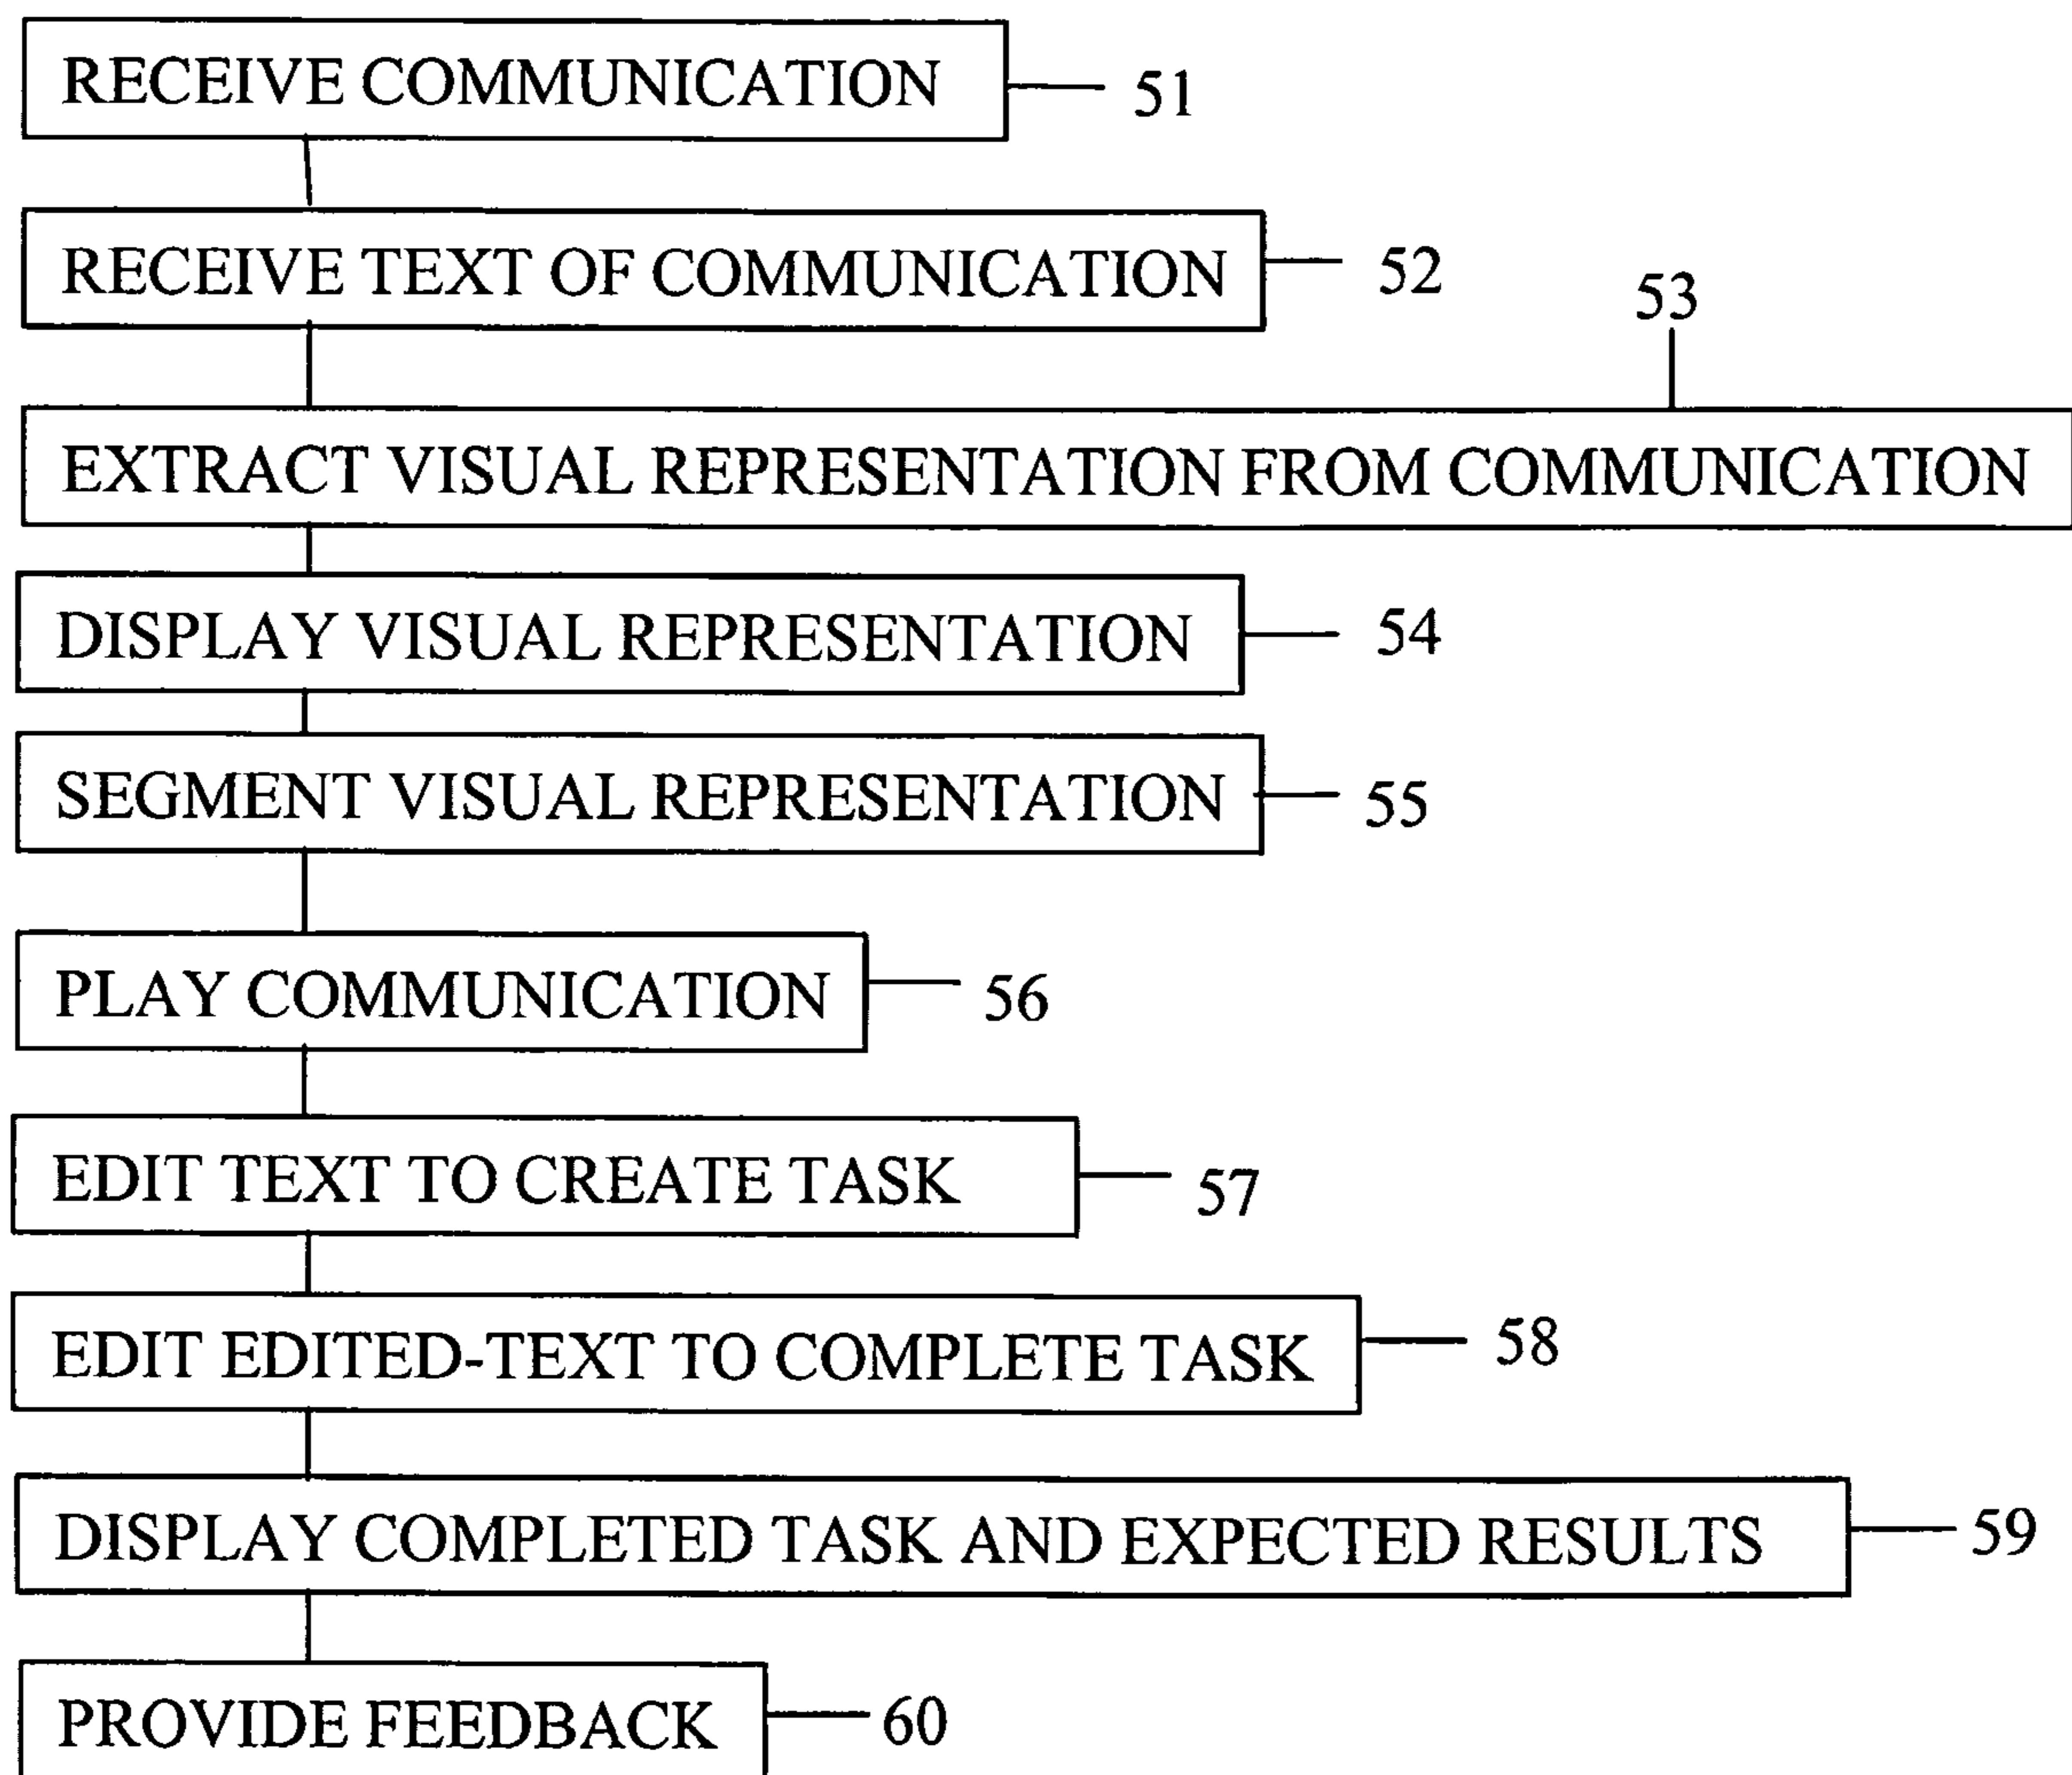 RECEIVE COMMUNICATION 51
RECEIVE TEXT OF COMMUNICATION 52
53
EXTRACT VISUAL REPRESENTATION FROM COMMUNICATION
DISPLAY VISUAL REPRESENTATION 54
SEGMENT VISUAL REPRESENTATION 55
PLAY COMMUNICATION 56
EDIT TEXT TO CREATE TASK 57
EDIT EDITED-TEXT TO COMPLETE TASK 58
DISPLAY COMPLETED TASK AND EXPECTED RESULTS 59
PROVIDE FEEDBACK 60